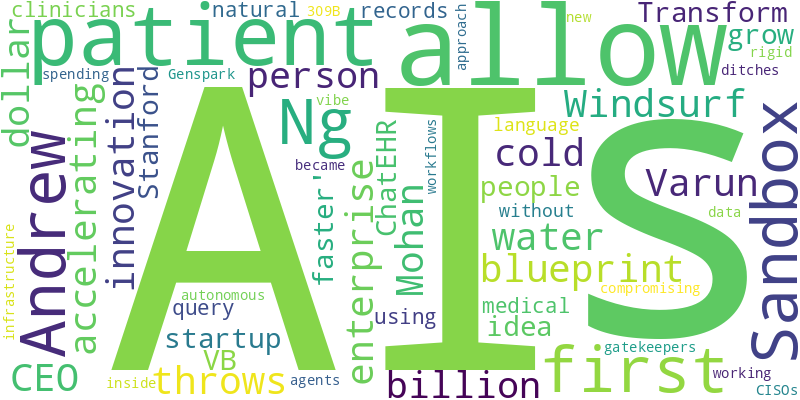 clinicians
natural
309B
records
new
Transform
patient
allow
approach
grow
rigid
dollar
spending
Genspark
person
ditches
vibe
Windsurf
accelerating
innovation
Stanford
Ng
ChatEHR
workflows
language
Sandbox
Andrew
became
cold
Varun
AI
S
faster'
enterprise
Mohan
people
without
data
water
infrastructure
blueprint
autonomous
compromising
query
using
medical
idea
startup
VB
first
gatekeepers
CEO
inside
throws
agents
billion
working
CISOs